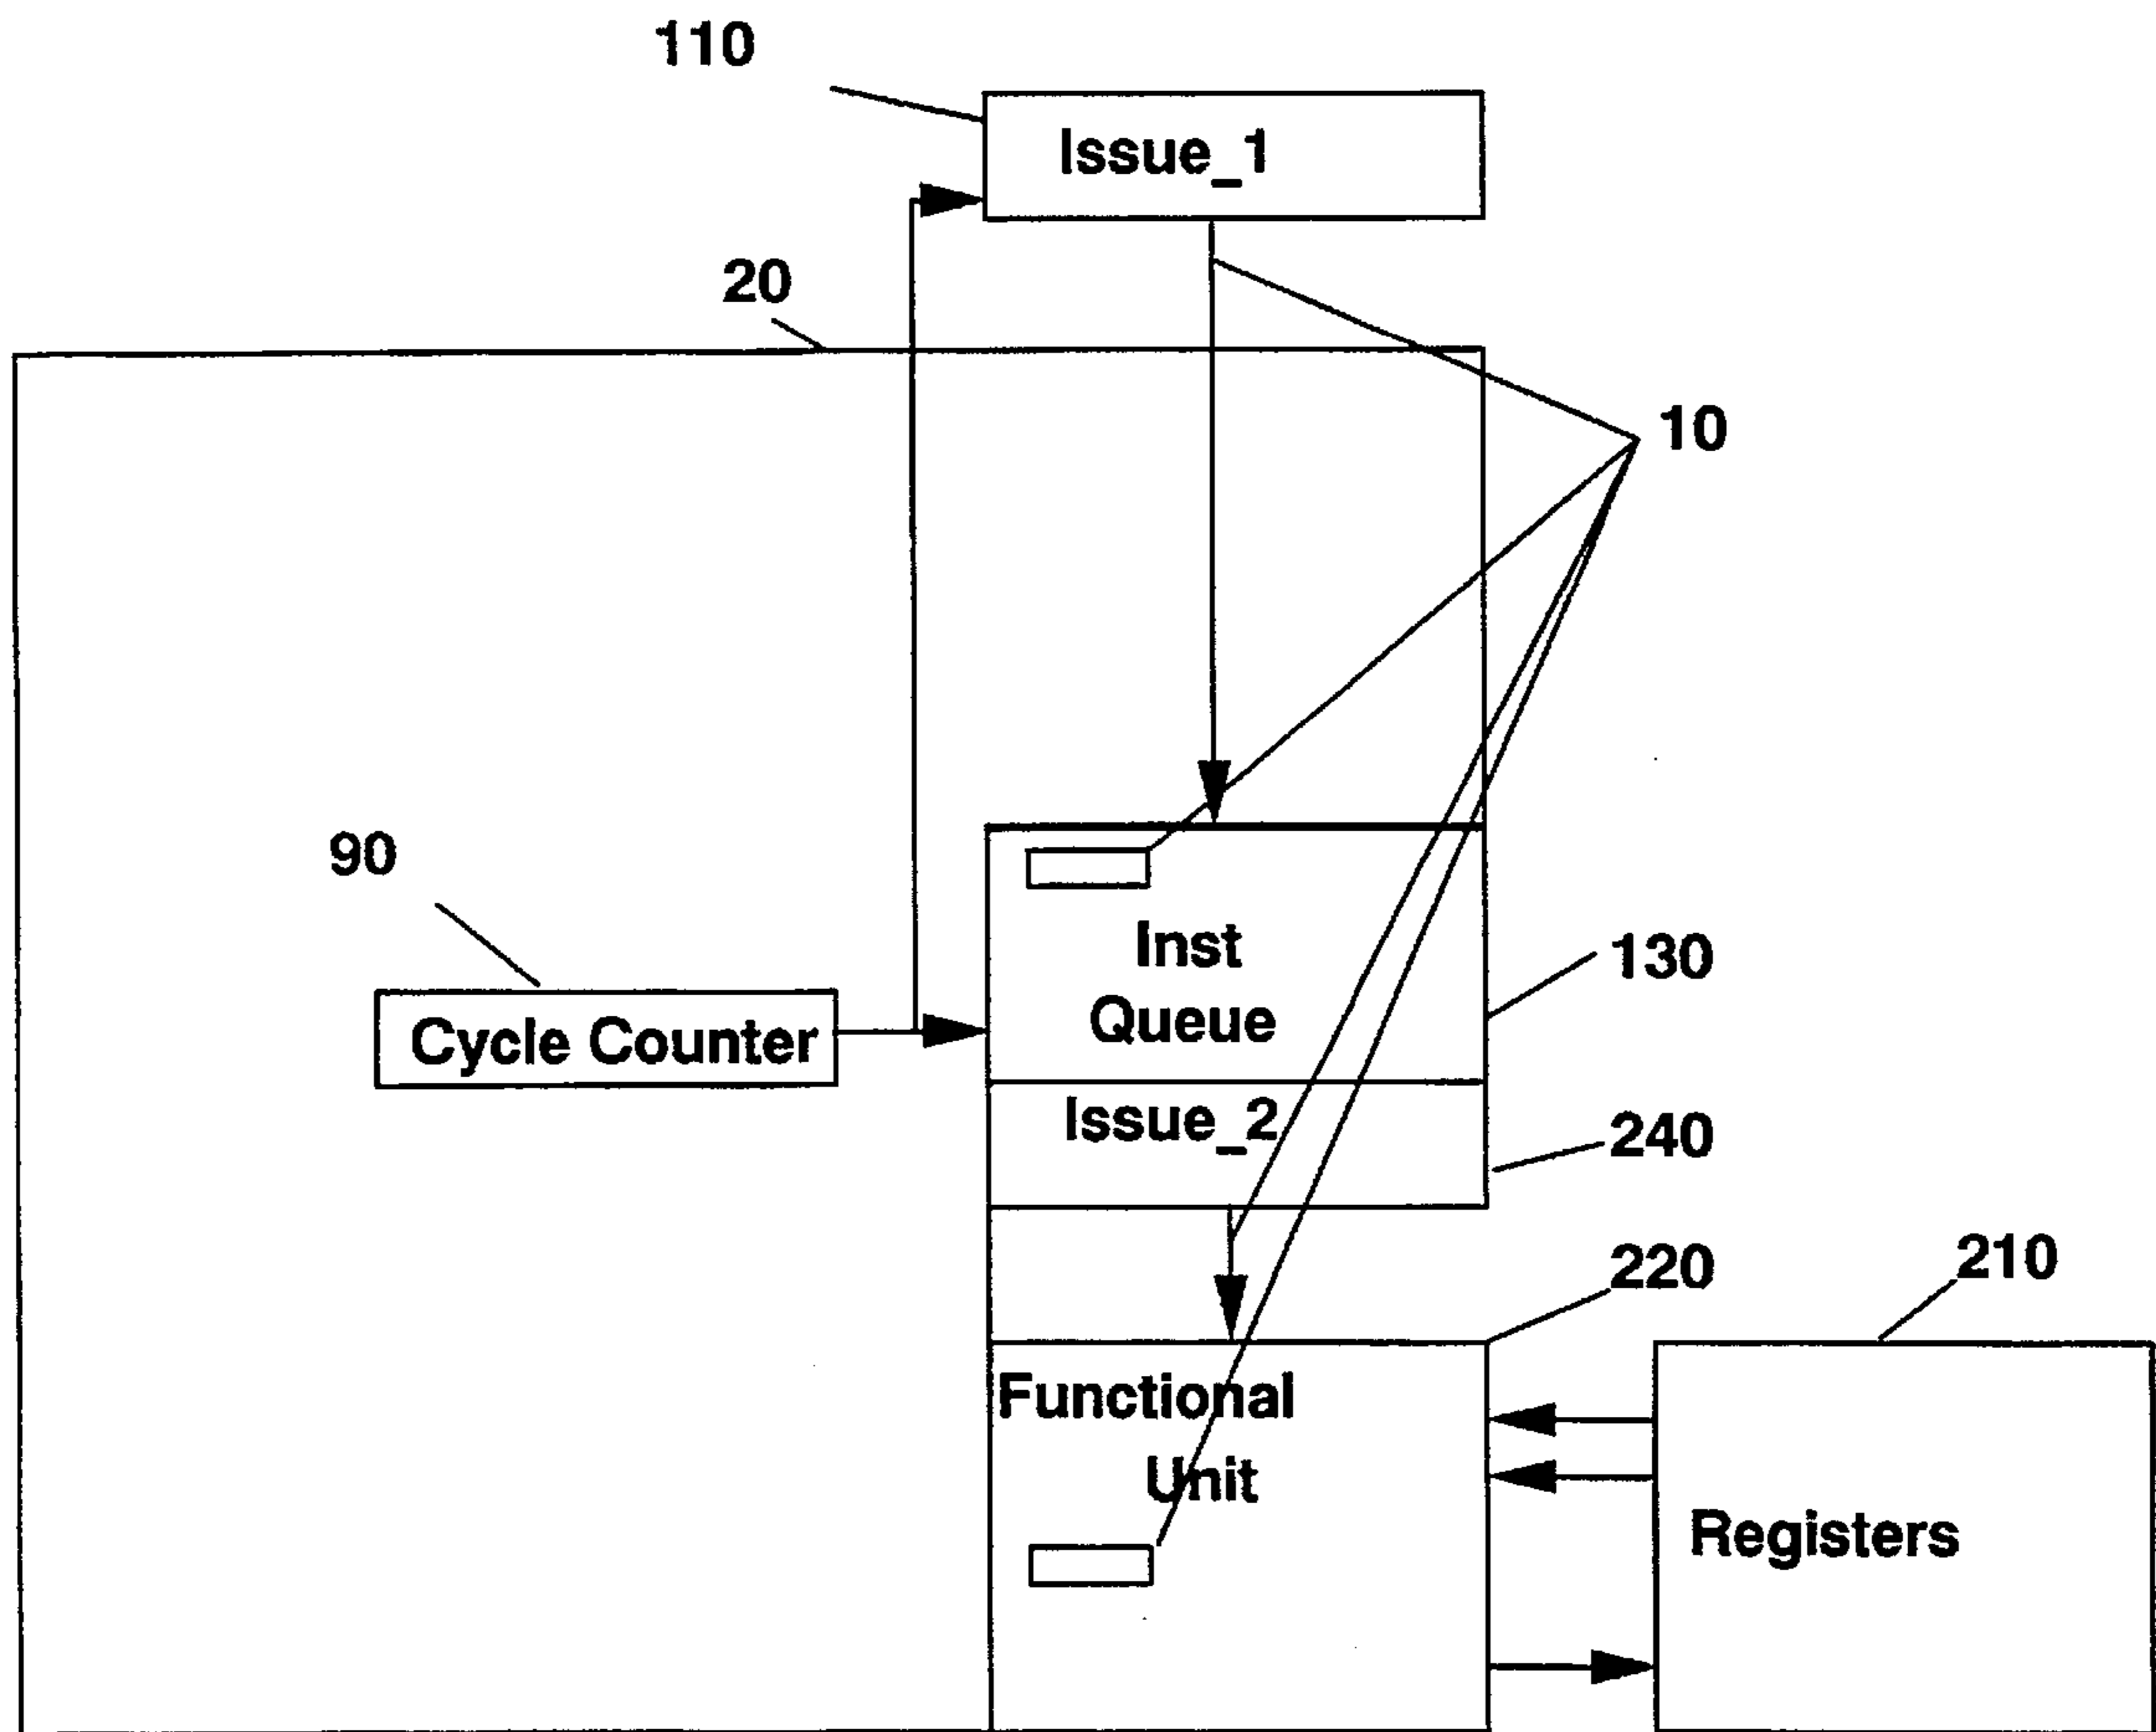 110
Issue_1
20
10
90
Inst
Queue
130
Cycle Counter
Issue_2
240
220
210
Functional
Unit
Registers